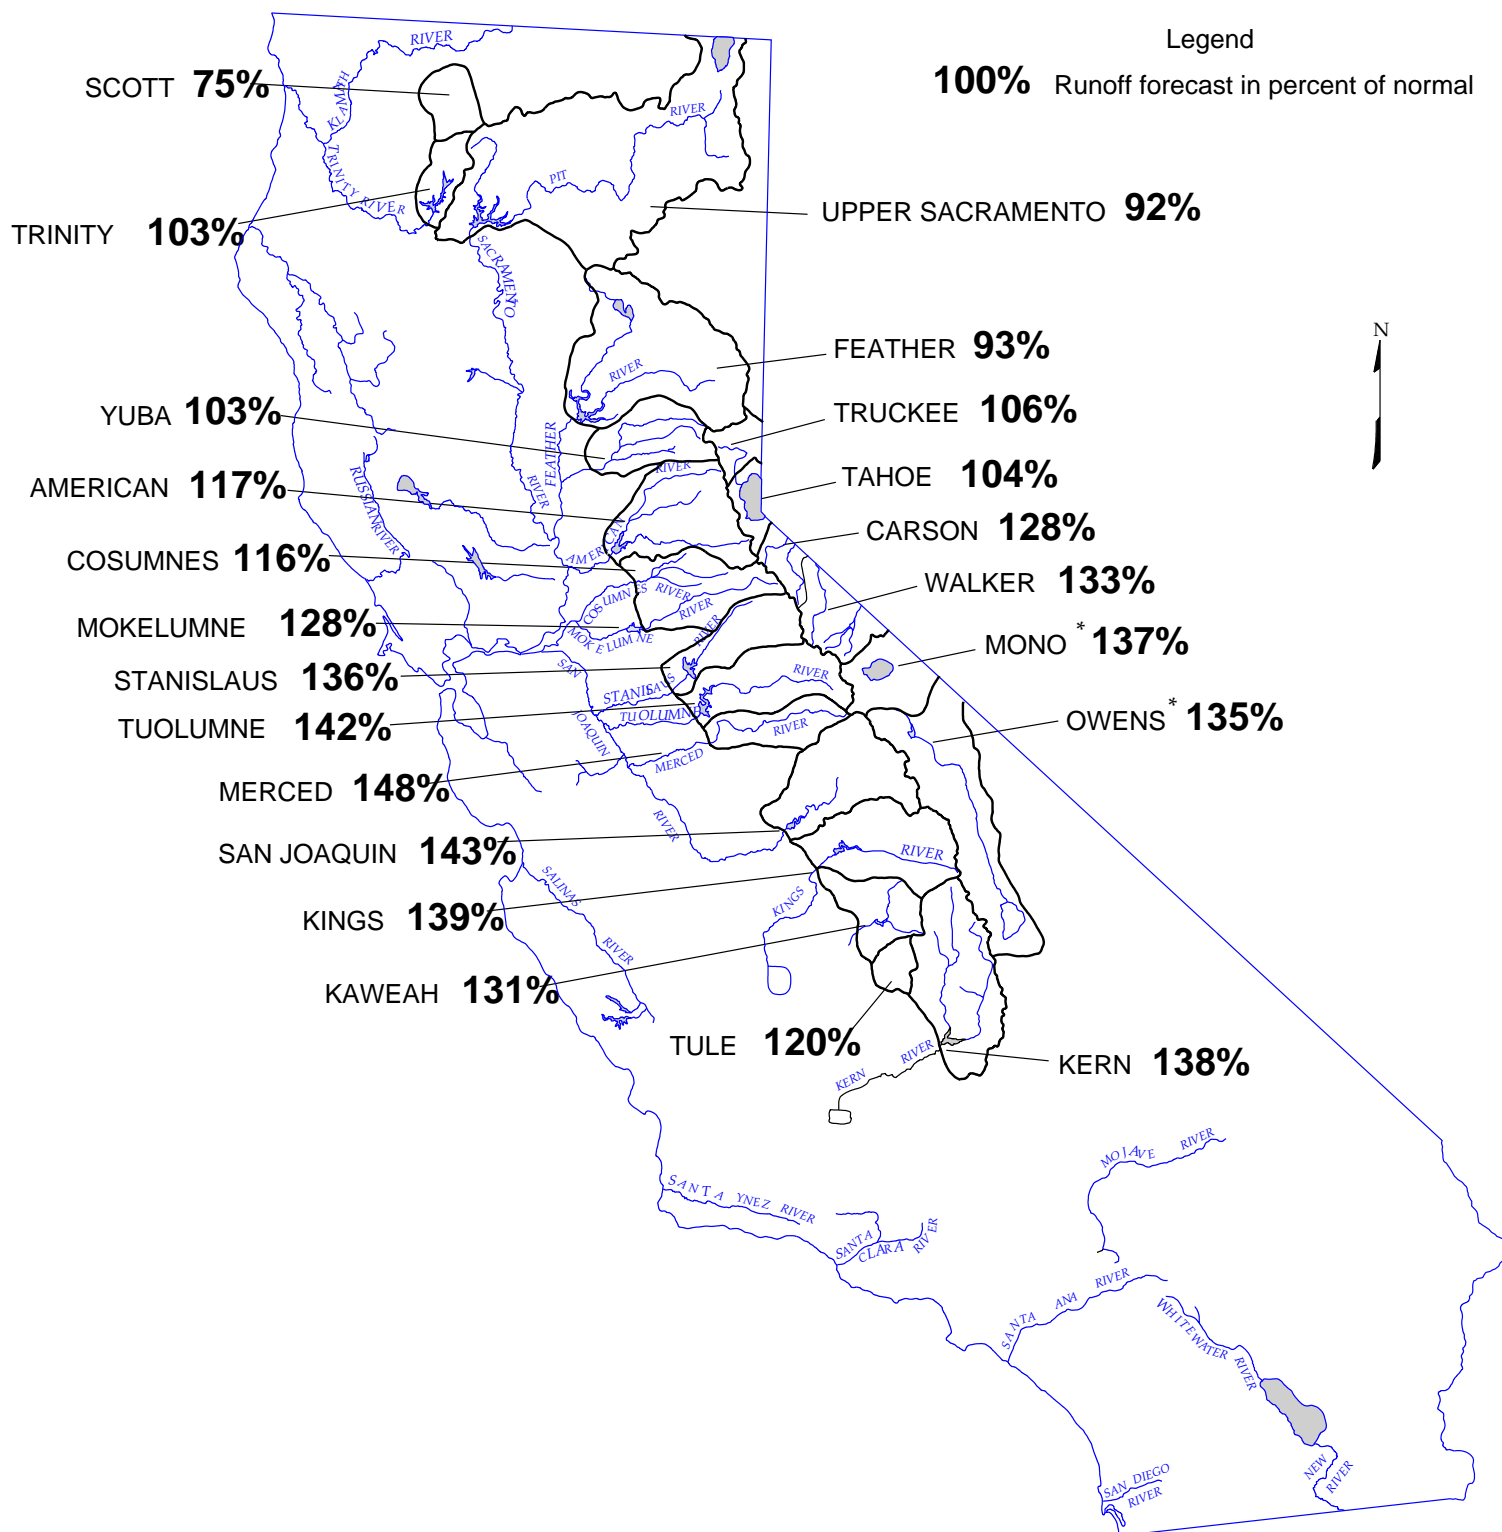 Legend
100% Runoff forecast in percent of normal
SCOTT 75%
TRINITY 103%
UPPER SACRAMENTO 92%
FEATHER 93%
YUBA 103%
TRUCKEE 106%
AMERICAN 117%
TAHOE 104%
CARSON 128%
COSUMNES 116%
WALKER 133%
MOKELUMNE 128%
MONO * 137%
STANISLAUS 136%
OWENS * 135%
TUOLUMNE 142%
MERCED 148%
SAN JOAQUIN 143%
KINGS 139%
KAWEAH 131%
TULE 120%
KERN 138%
N
KLAMATH RIVER
TRINITY RIVER
PIT RIVER
SACRAMENTO RIVER
FEATHER RIVER
RIVER
RUSSIAN RIVER
AMERICAN RIVER
COSUMNES RIVER
MOKELUMNE RIVER
STANISLAUS RIVER
TUOLUMNE RIVER
MERCED RIVER
SAN JOAQUIN RIVER
KINGS RIVER
SALINAS RIVER
KERN RIVER
SANTA YNEZ RIVER
SANTA CLARA RIVER
MOJAVE RIVER
SANTA ANA RIVER
WHITEWATER RIVER
NEW RIVER
SAN DIEGO RIVER